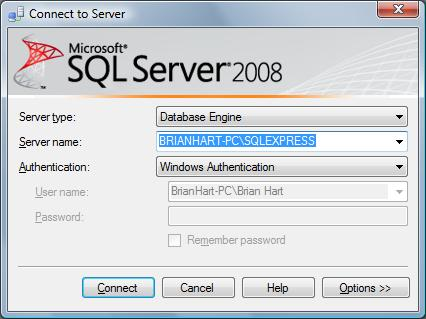 Connect to Server
Microsoft®
SQL Server® 2008
Server type: Database Engine
Server name: BRIANHART-PC\SQLEXPRESS
Authentication: Windows Authentication
User name: BrianHart-PC\Brian Hart
Password:
Remember password
Connect Cancel Help Options >>